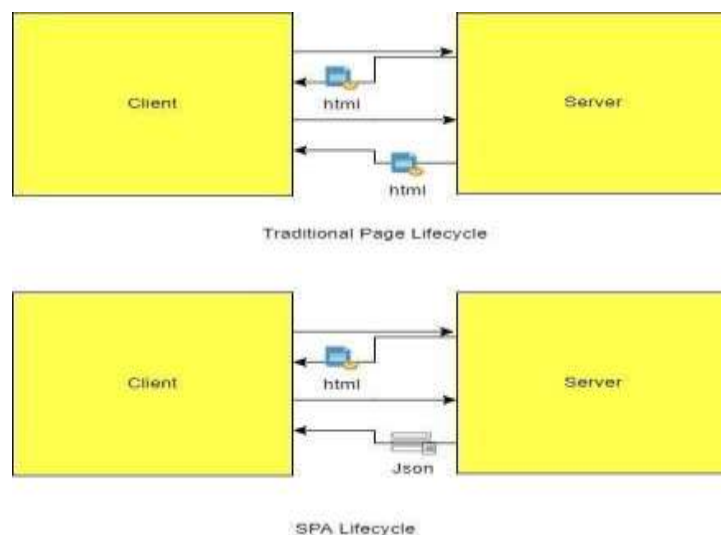 Client
Server
html
html
Traditional Page Lifecycle
Client
Server
html
Json
SPA Lifecycle